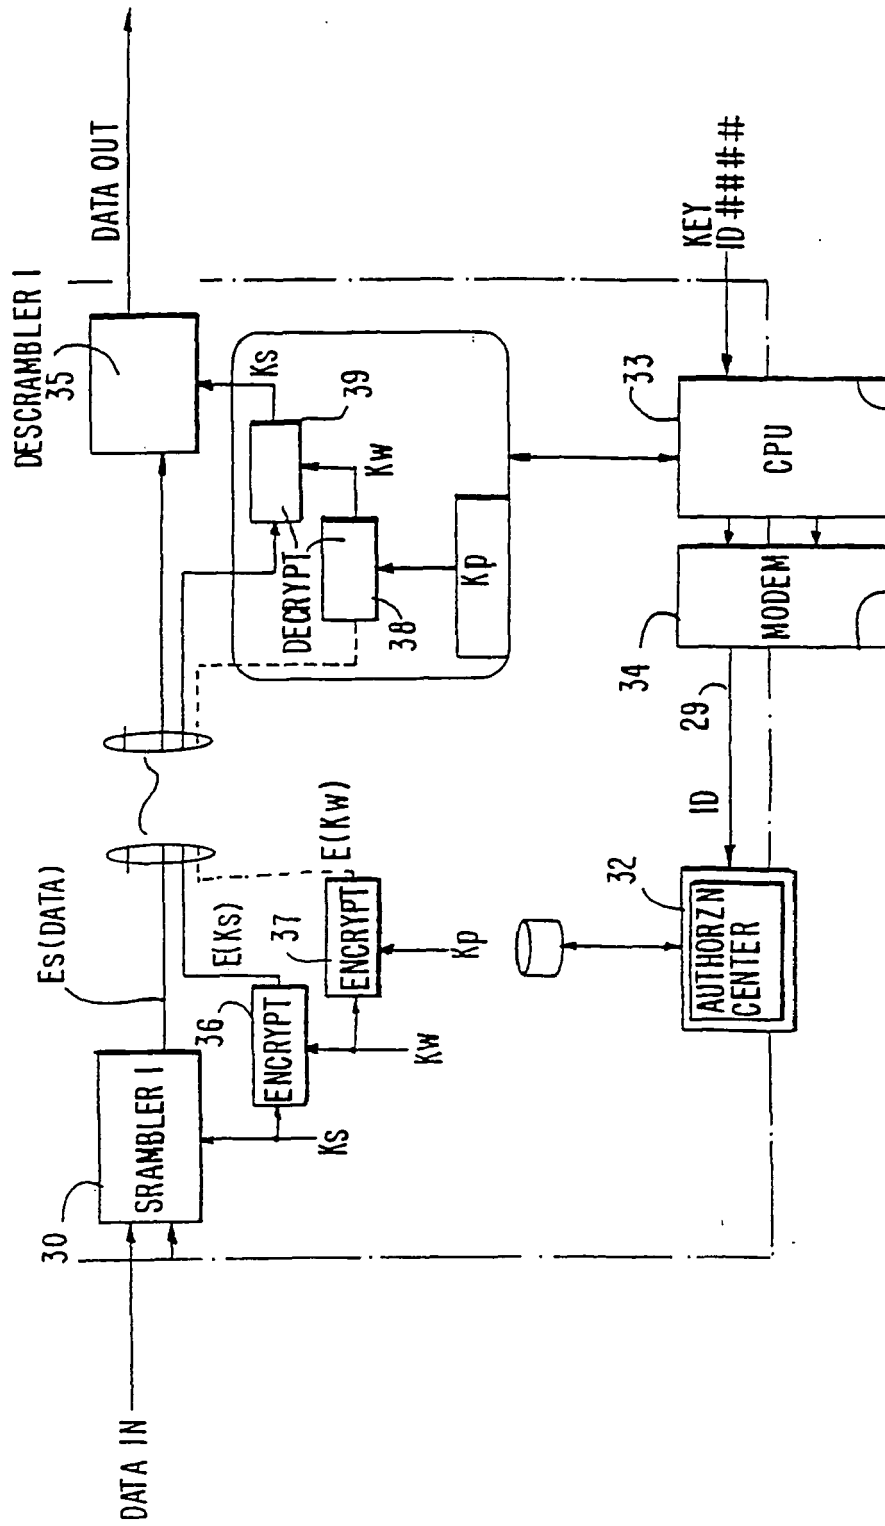 DATA IN
30
SRAMBLER I
Es(DATA)
Ks
36
ENCRYPT
E(Ks)
Kw
37
ENCRYPT
E(Kw)
Kp
DESCRAMBLER I
35
DATA OUT
Ks
39
DECRYPT
Kw
38
Kp
32
AUTHORZN
CENTER
ID
29
34
MODEM
33
CPU
KEY
ID ####